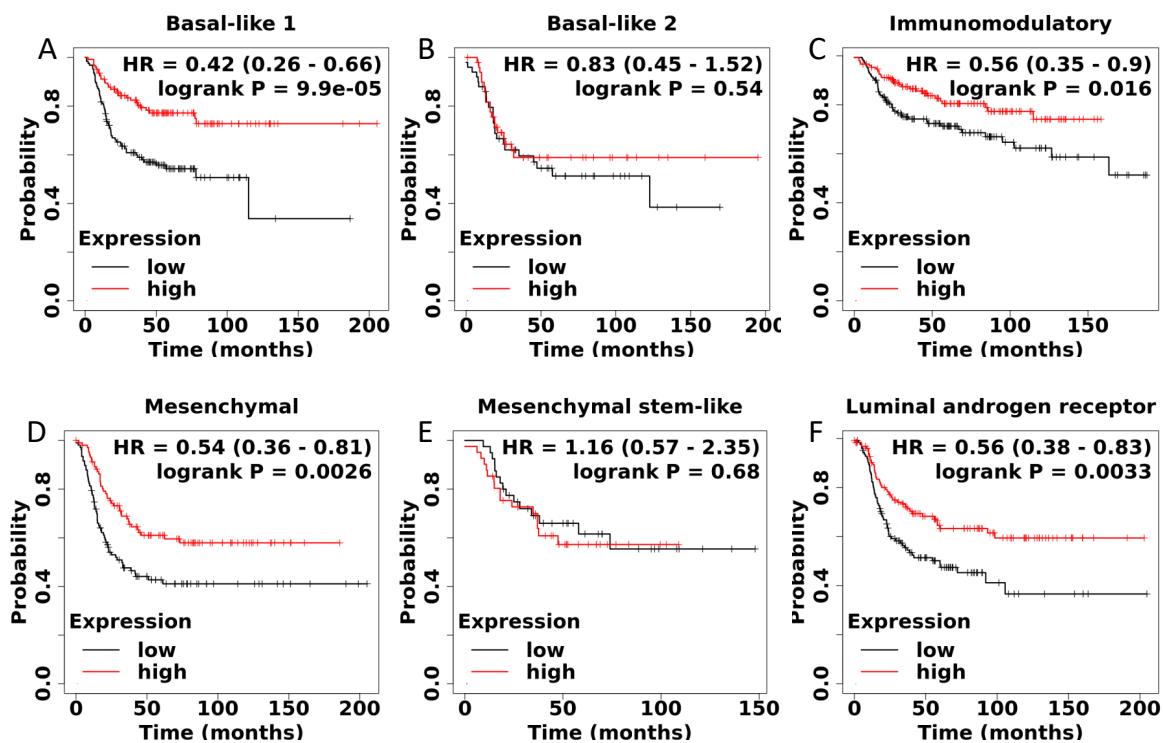 Basal-like 1
A
HR = 0.42 (0.26 - 0.66)
logrank P = 9.9e-05
Probability
0.0 0.4 0.8
Expression
low
high
0 50 100 150 200
Time (months)
Basal-like 2
B
HR = 0.83 (0.45 - 1.52)
logrank P = 0.54
Probability
0.0 0.4 0.8
Expression
low
high
0 50 100 150 200
Time (months)
Immunomodulatory
C
HR = 0.56 (0.35 - 0.9)
logrank P = 0.016
Probability
0.0 0.4 0.8
Expression
low
high
0 50 100 150
Time (months)
Mesenchymal
D
HR = 0.54 (0.36 - 0.81)
logrank P = 0.0026
Probability
0.0 0.4 0.8
Expression
low
high
0 50 100 150 200
Time (months)
Mesenchymal stem-like
E
HR = 1.16 (0.57 - 2.35)
logrank P = 0.68
Probability
0.0 0.4 0.8
Expression
low
high
0 50 100 150
Time (months)
Luminal androgen receptor
F
HR = 0.56 (0.38 - 0.83)
logrank P = 0.0033
Probability
0.0 0.4 0.8
Expression
low
high
0 50 100 150 200
Time (months)